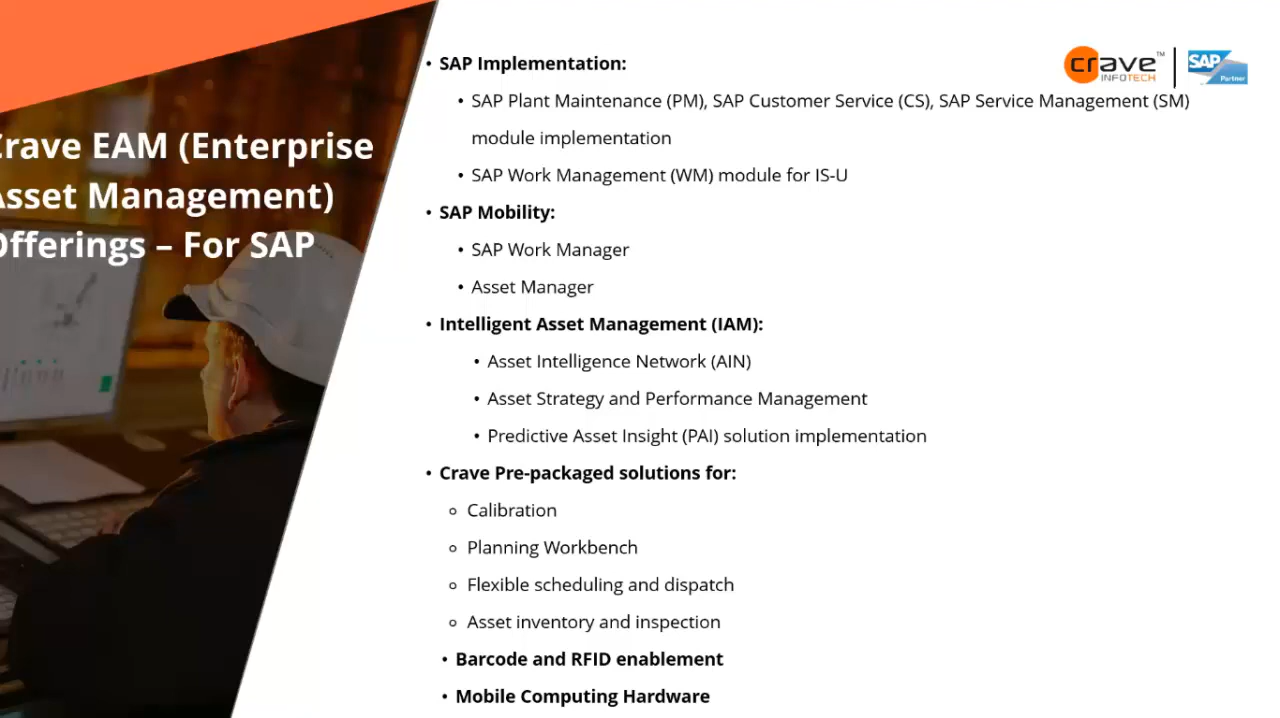 Crave EAM (Enterprise
Asset Management)
Offerings – For SAP
crave™
INFOTECH
SAP
Partner
• SAP Implementation:
• SAP Plant Maintenance (PM), SAP Customer Service (CS), SAP Service Management (SM)
module implementation
• SAP Work Management (WM) module for IS-U
• SAP Mobility:
• SAP Work Manager
• Asset Manager
• Intelligent Asset Management (IAM):
• Asset Intelligence Network (AIN)
• Asset Strategy and Performance Management
• Predictive Asset Insight (PAI) solution implementation
• Crave Pre-packaged solutions for:
◦ Calibration
◦ Planning Workbench
◦ Flexible scheduling and dispatch
◦ Asset inventory and inspection
• Barcode and RFID enablement
• Mobile Computing Hardware